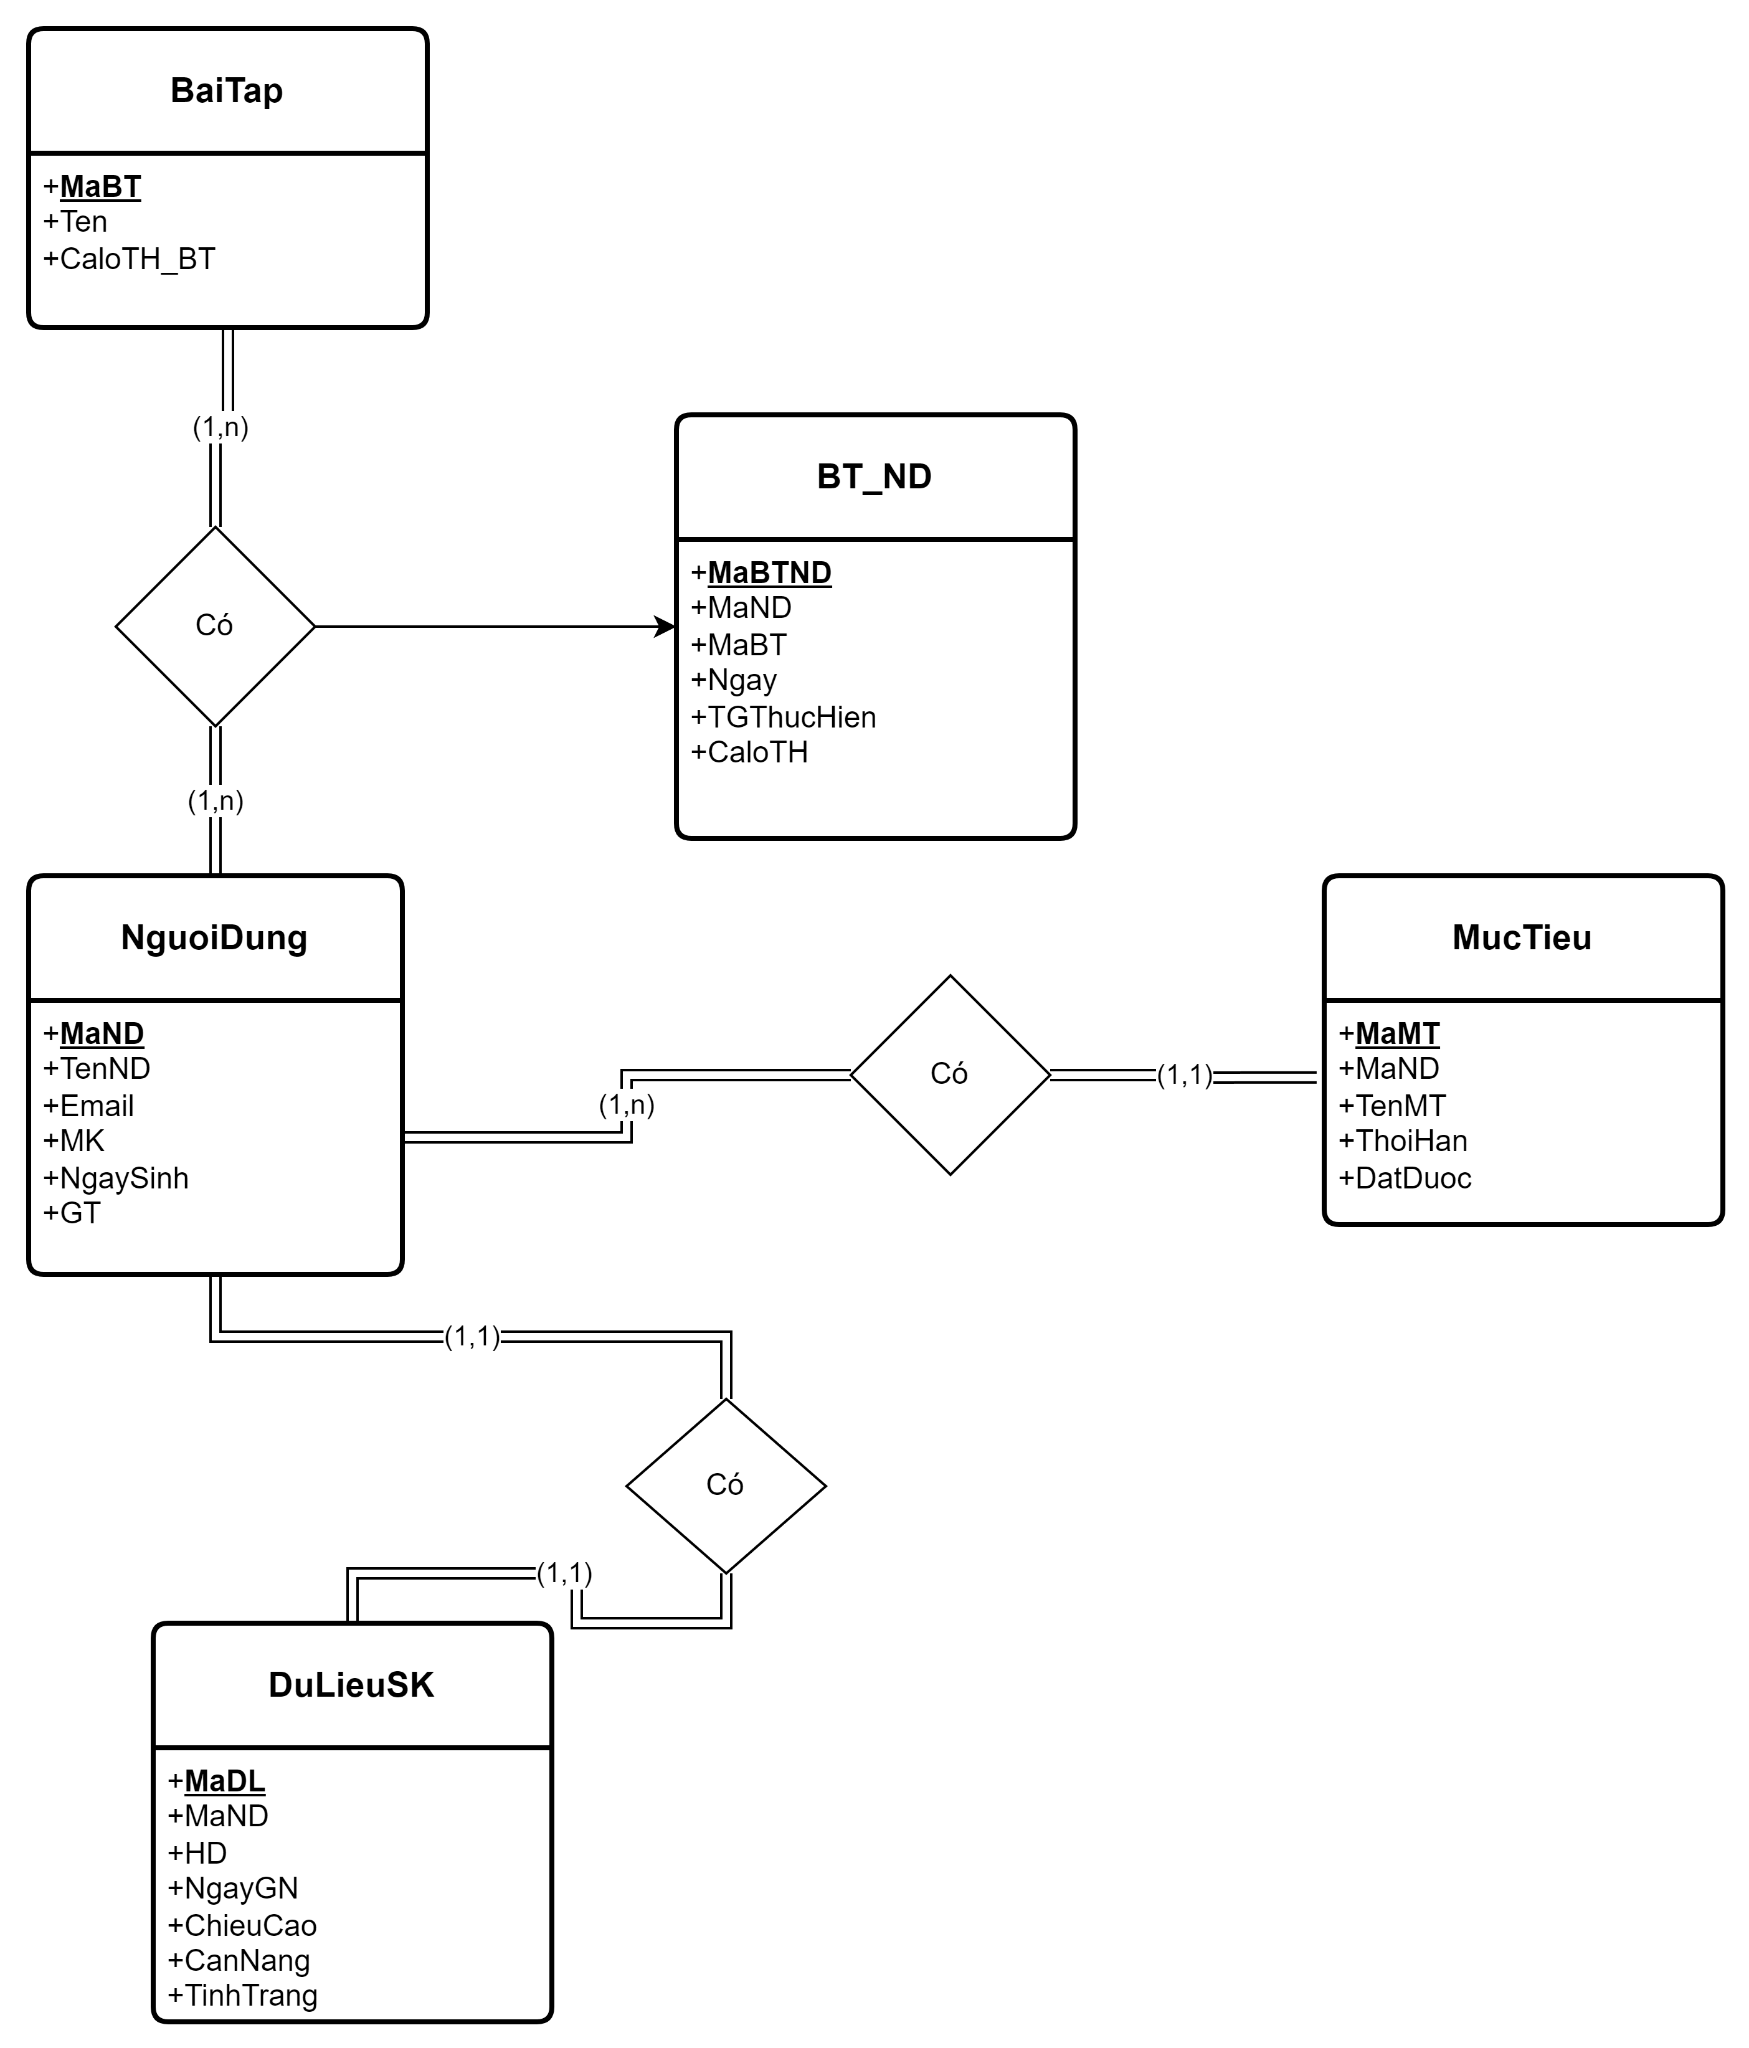 BaiTap
+MaBT
+Ten
+CaloTH_BT
(1,n)
BT_ND
+MaBTND
+MaND
+MaBT
+Ngay
+TGThucHien
+CaloTH
Có
(1,n)
NguoiDung
+MaND
+TenND
+Email
+MK
+NgaySinh
+GT
(1,n)
Có
(1,1)
MucTieu
+MaMT
+MaND
+TenMT
+ThoiHan
+DatDuoc
(1,1)
Có
(1,1)
DuLieuSK
+MaDL
+MaND
+HD
+NgayGN
+ChieuCao
+CanNang
+TinhTrang